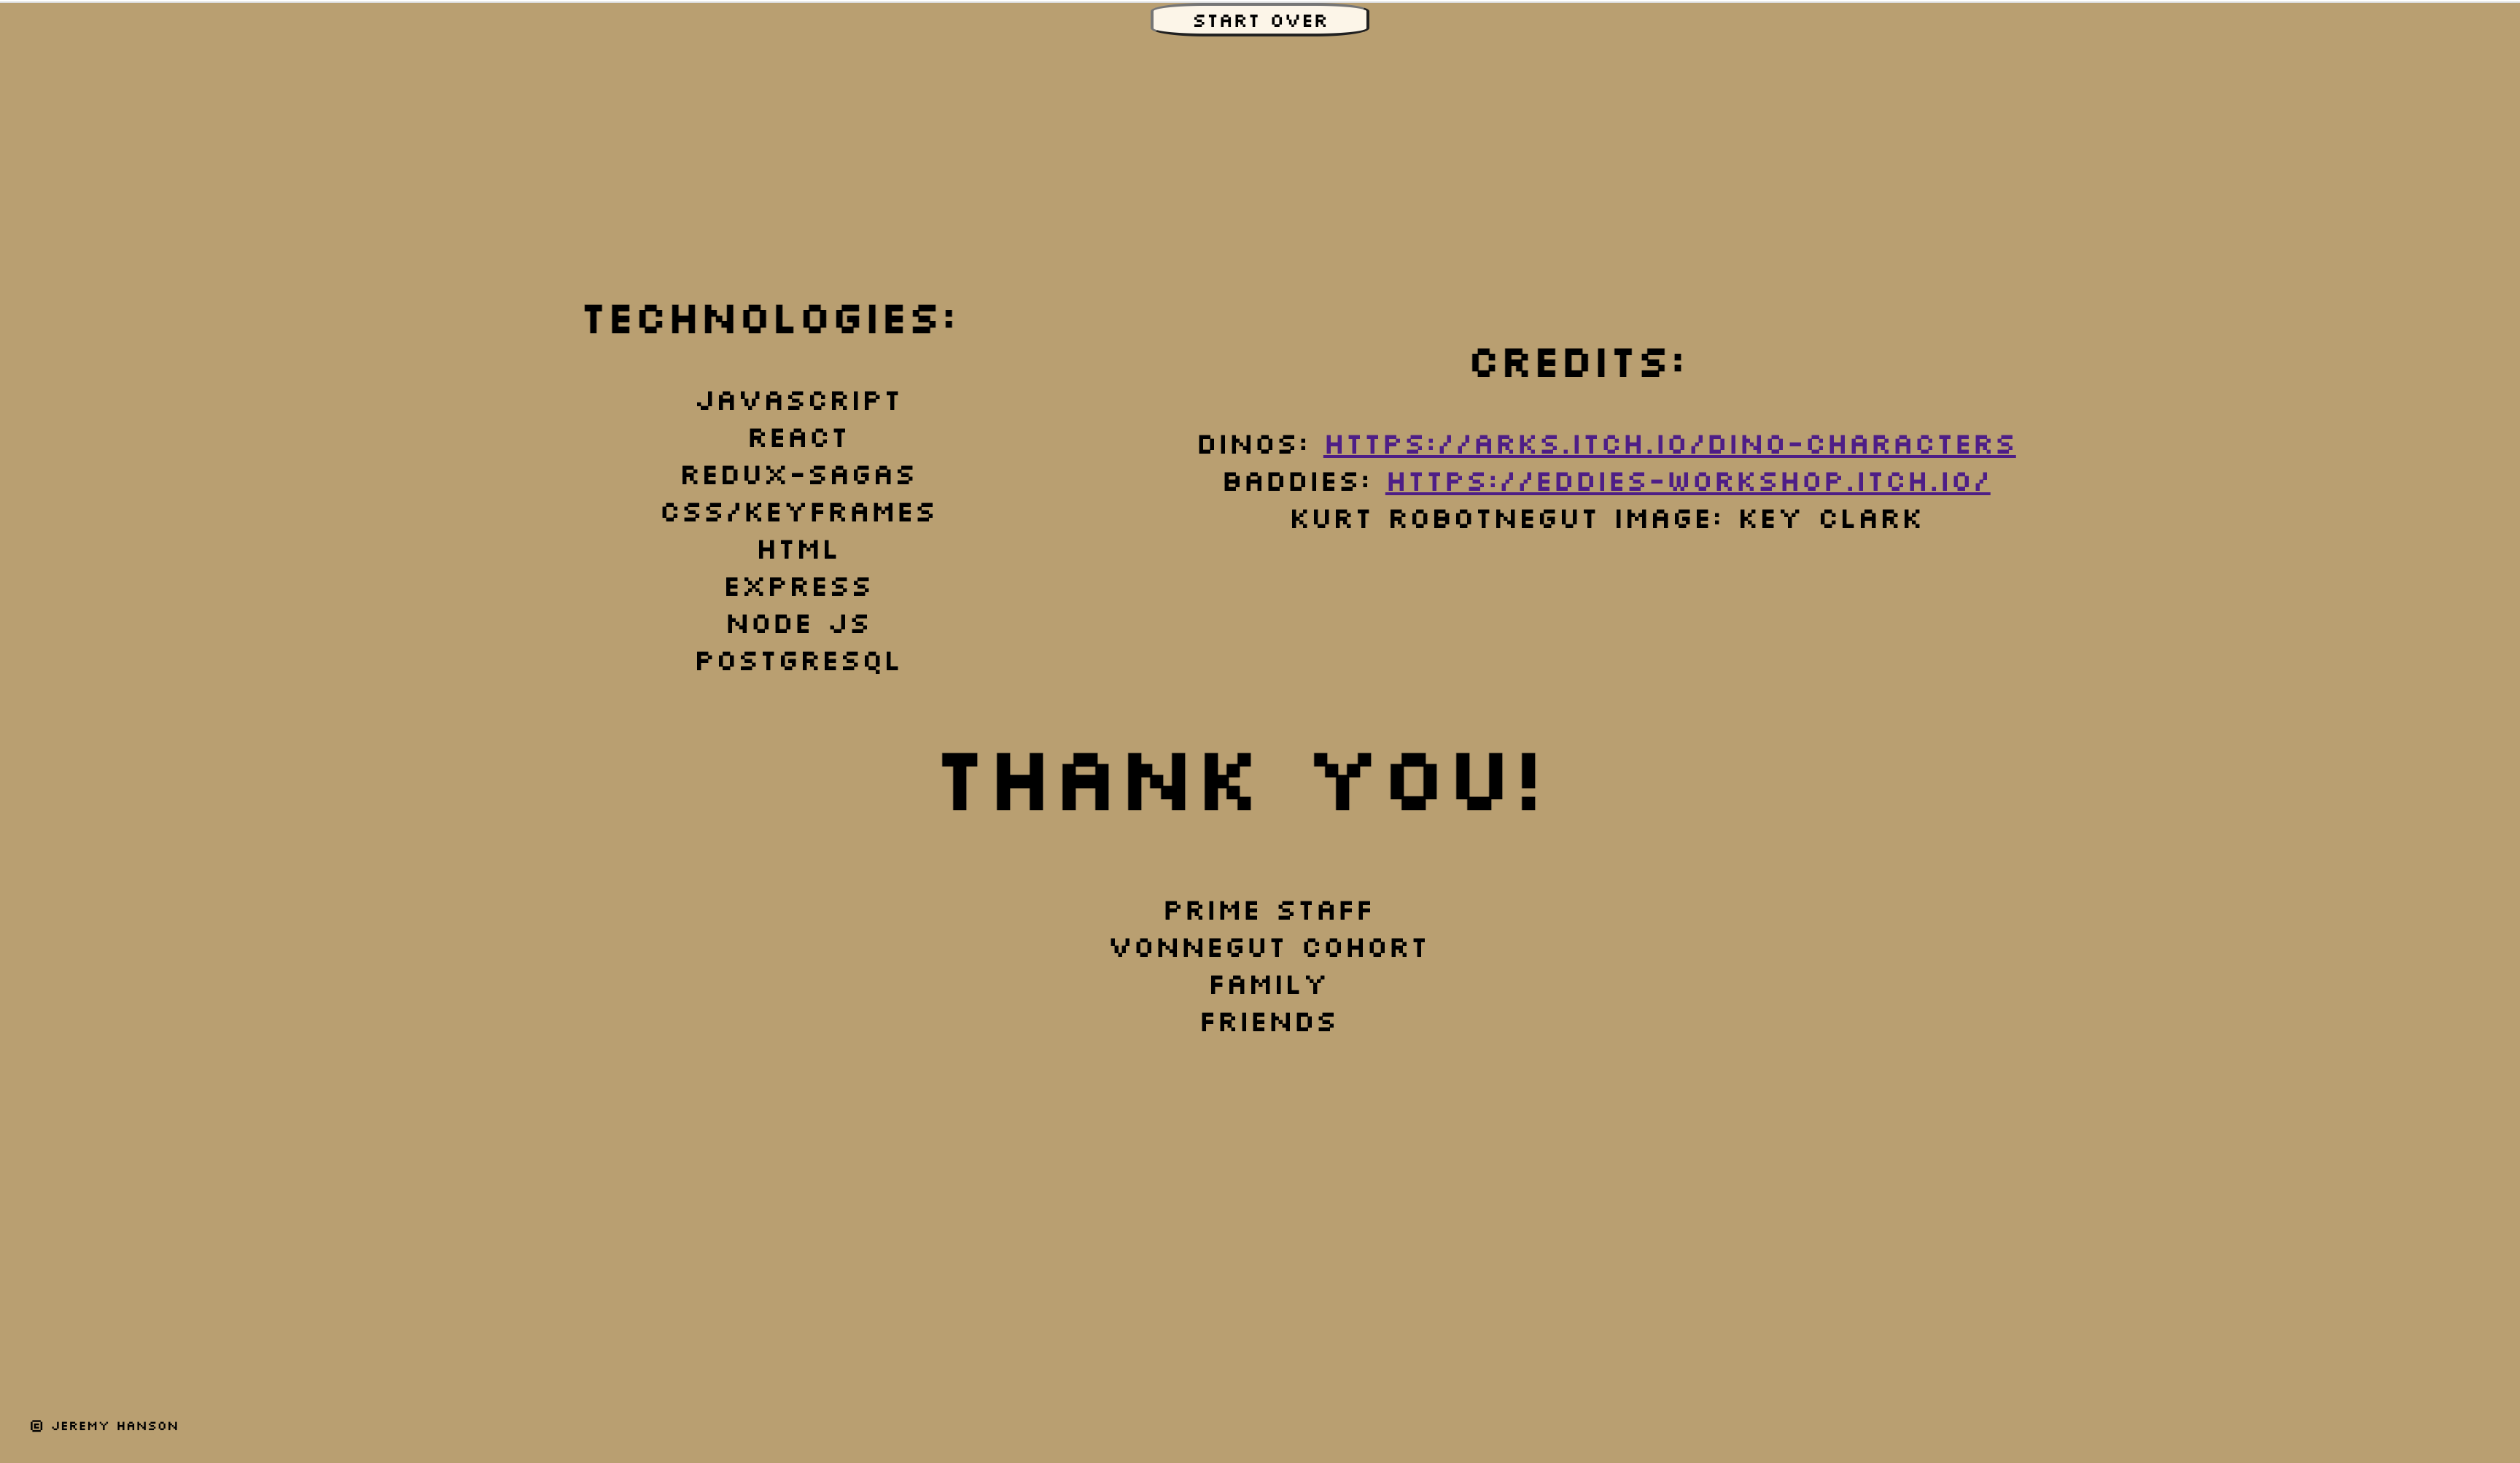 START OVER
TECHNOLOGIES:
JAVASCRIPT
REACT
REDUX-SAGAS
CSS/KEYFRAMES
HTML
EXPRESS
NODE JS
POSTGRESQL
CREDITS:
DINOS: HTTPS://ARKS.ITCH.IO/DINO-CHARACTERS
BADDIES: HTTPS://EDDIES-WORKSHOP.ITCH.IO/
KURT ROBOTNEGUT IMAGE: KEY CLARK
THANK YOU!
PRIME STAFF
VONNEGUT COHORT
FAMILY
FRIENDS
© JEREMY HANSON